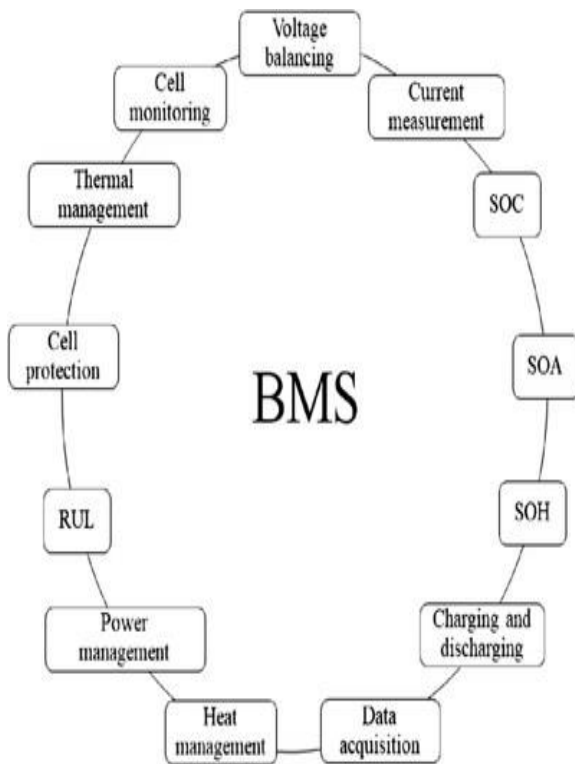 Voltage
balancing
Current
measurement
SOC
SOA
SOH
Charging and
discharging
Data
acquisition
Heat
management
Power
management
RUL
Cell
protection
Thermal
management
Cell
monitoring
BMS